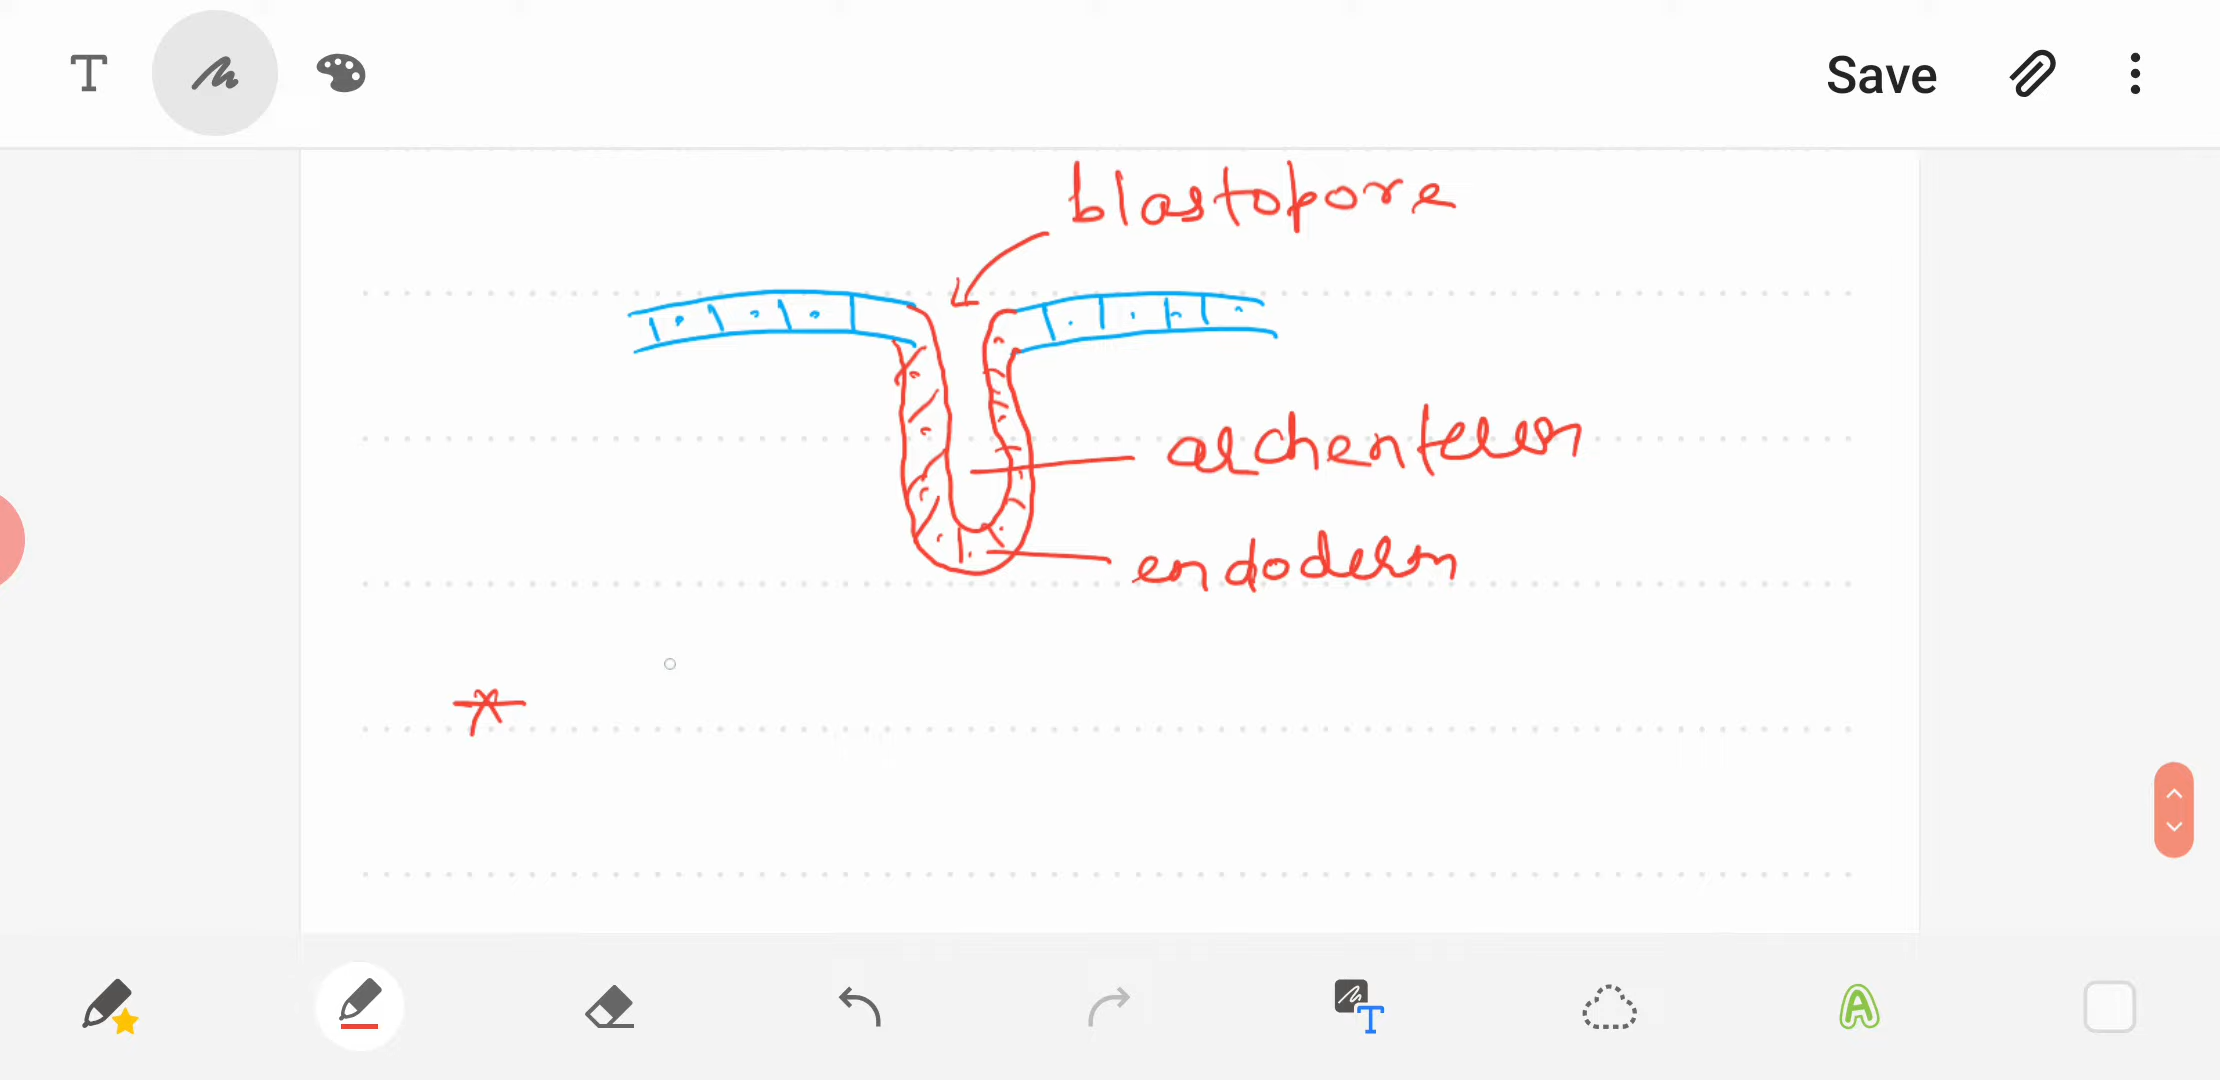 T
Save
blastopore
archenteron
endoderm
*
T
A